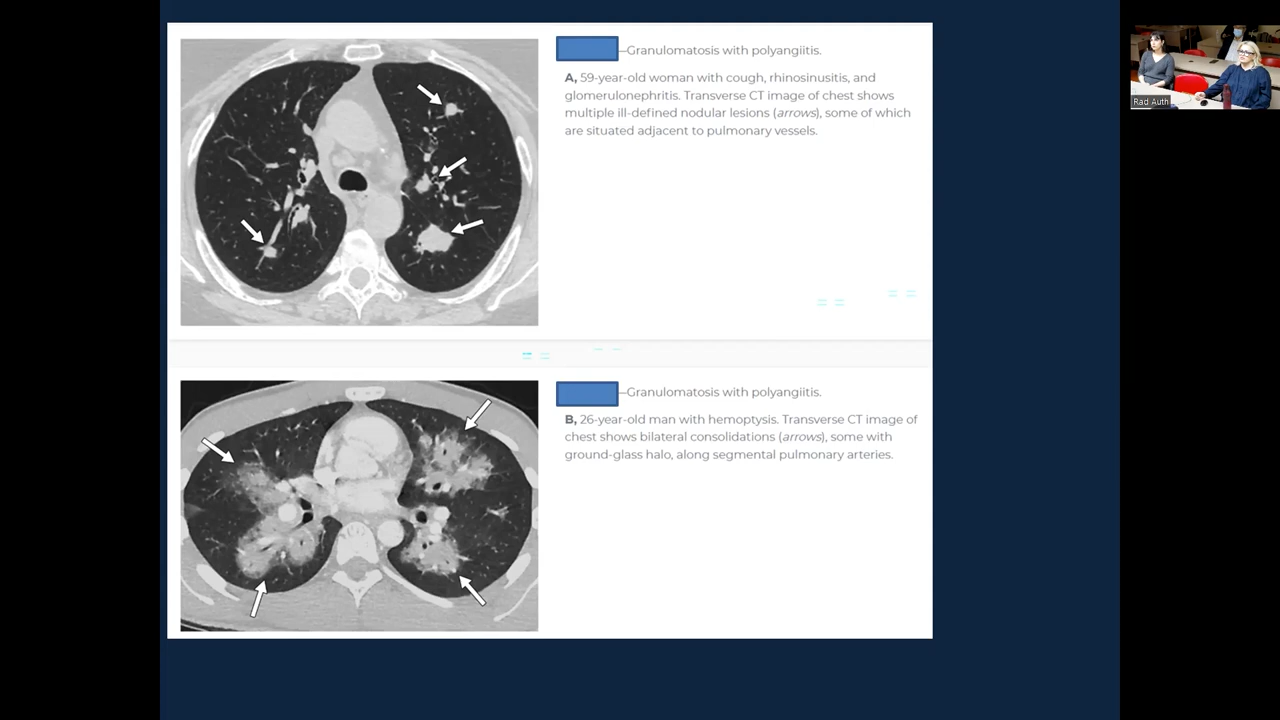 –Granulomatosis with polyangiitis.
A, 59-year-old woman with cough, rhinosinusitis, and
glomerulonephritis. Transverse CT image of chest shows
multiple ill-defined nodular lesions (arrows), some of which
are situated adjacent to pulmonary vessels.
–Granulomatosis with polyangiitis.
B, 26-year-old man with hemoptysis. Transverse CT image of
chest shows bilateral consolidations (arrows), some with
ground-glass halo, along segmental pulmonary arteries.
Rad Auth